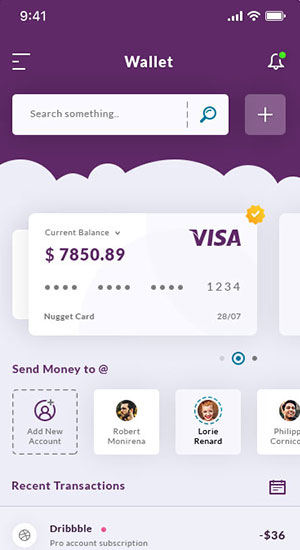 9:41
Wallet
Search something..
Current Balance
$ 7850.89
VISA
1234
Nugget Card
28/07
Send Money to @
Add New
Account
Robert
Monirena
Lorie
Renard
Philipp
Cornico
Recent Transactions
Dribbble
Pro account subscription
-$36